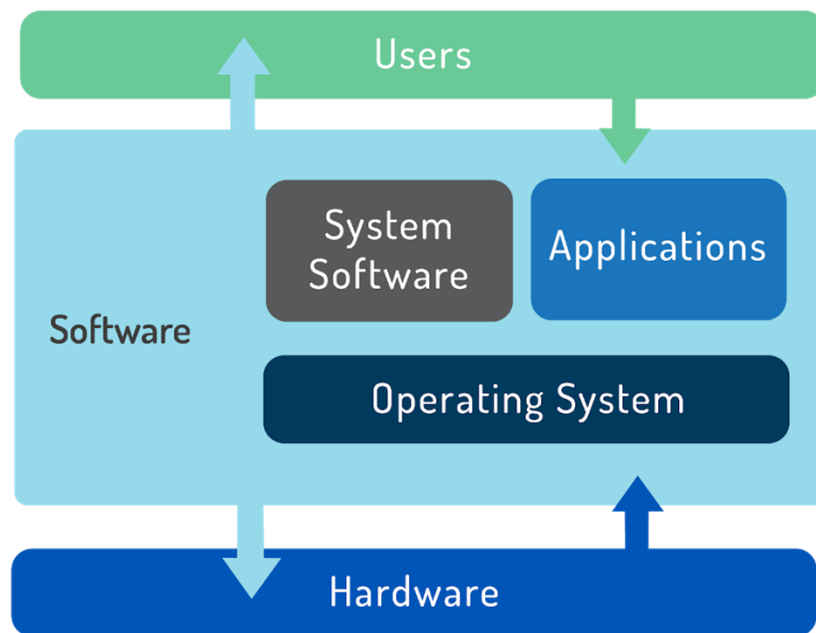 Users
System
Software
Applications
Software
Operating System
Hardware